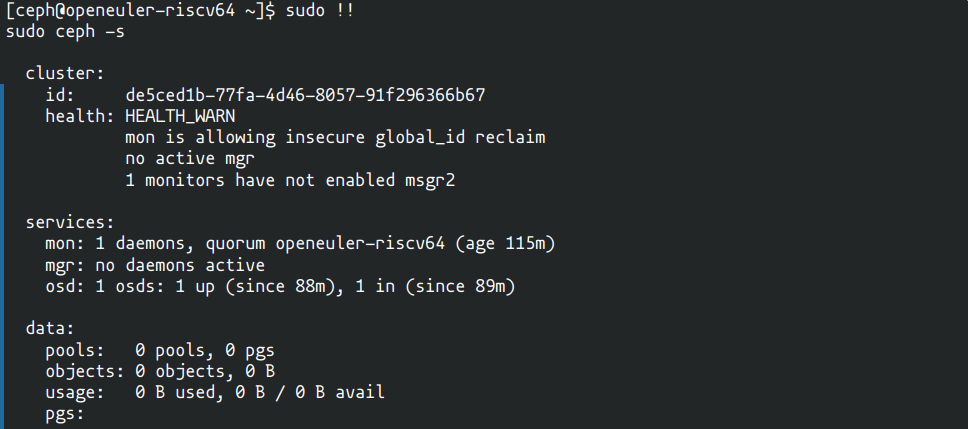 [ceph@openeuler-riscv64 ~]$ sudo !!
sudo ceph -s
cluster:
id: de5ced1b-77fa-4d46-8057-91f296366b67
health: HEALTH_WARN
mon is allowing insecure global_id reclaim
no active mgr
1 monitors have not enabled msgr2
services:
mon: 1 daemons, quorum openeuler-riscv64 (age 115m)
mgr: no daemons active
osd: 1 osds: 1 up (since 88m), 1 in (since 89m)
data:
pools: 0 pools, 0 pgs
objects: 0 objects, 0 B
usage: 0 B used, 0 B / 0 B avail
pgs: